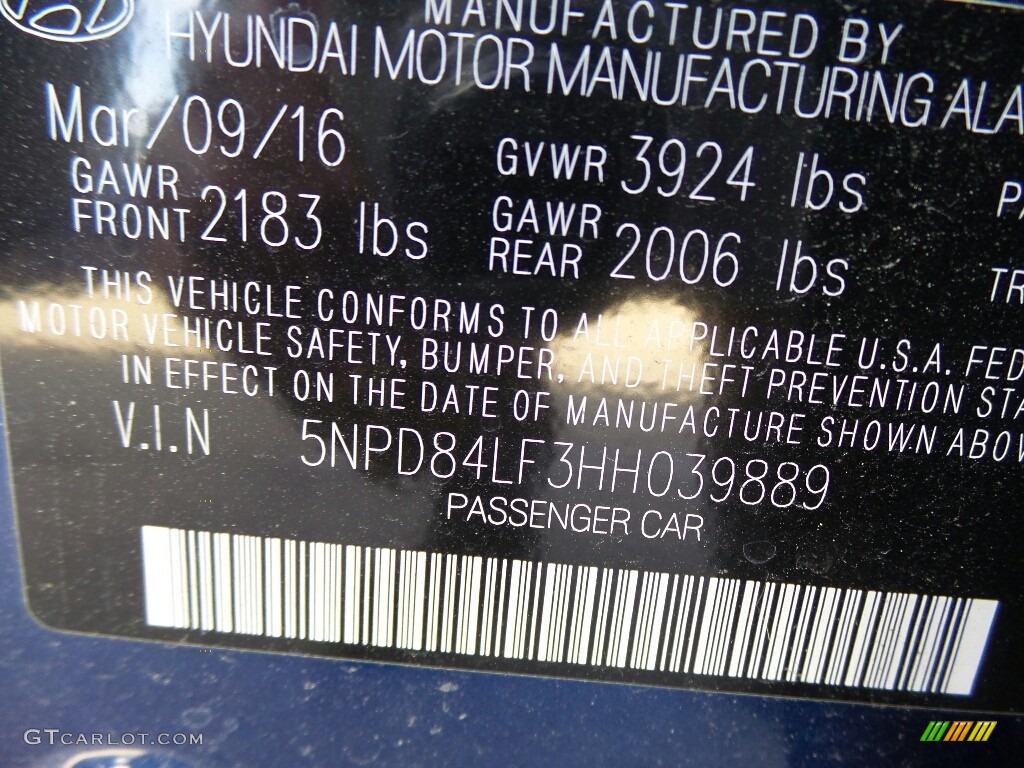 MANUFACTURED BY
HYUNDAI MOTOR MANUFACTURING ALA
Mar/09/16
GVWR 3924 lbs
GAWR FRONT 2183 lbs
GAWR REAR 2006 lbs
THIS VEHICLE CONFORMS TO ALL APPLICABLE U.S.A. FED
MOTOR VEHICLE SAFETY, BUMPER, AND THEFT PREVENTION STA
IN EFFECT ON THE DATE OF MANUFACTURE SHOWN ABOV
V.I.N 5NPD84LF3HH039889
PASSENGER CAR
GTCARLOT.COM